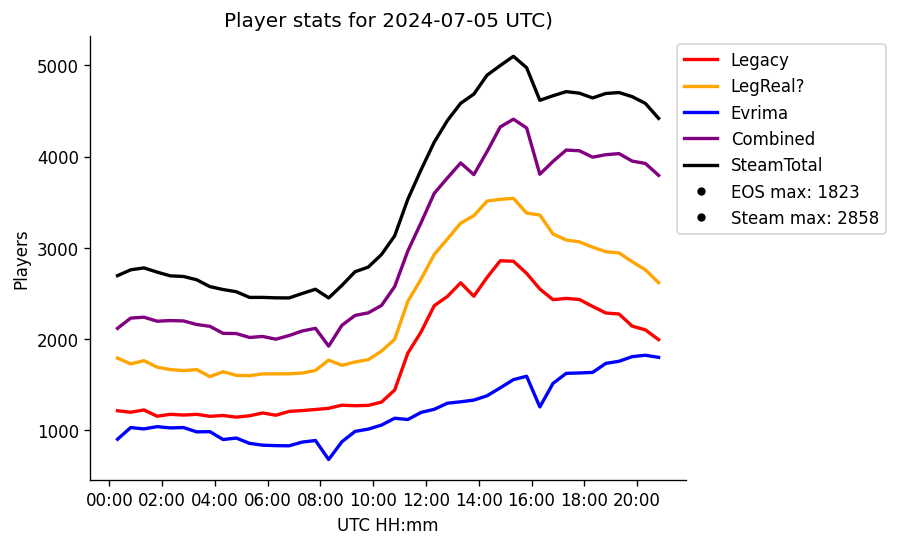 Player stats for 2024-07-05 UTC)
Legacy
LegReal?
Evrima
Combined
SteamTotal
EOS max: 1823
Steam max: 2858
5000
4000
3000
2000
1000
Players
00:00 02:00 04:00 06:00 08:00 10:00 12:00 14:00 16:00 18:00 20:00
UTC HH:mm